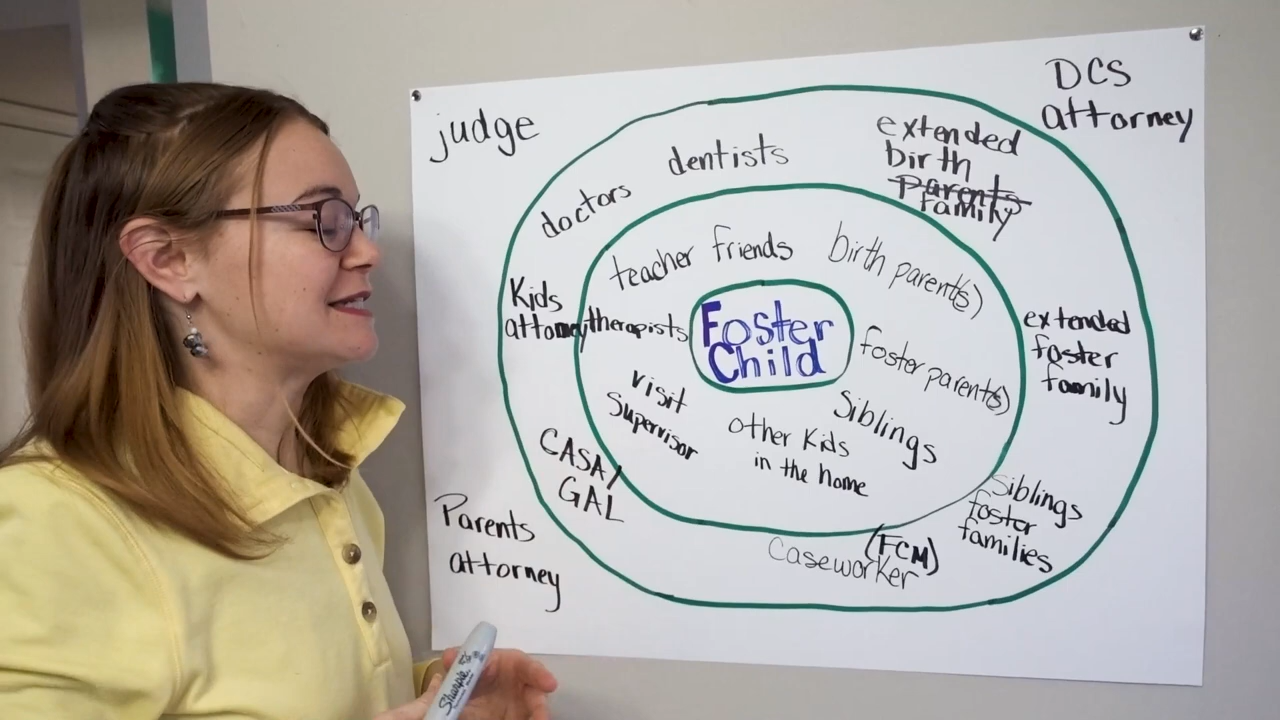 judge
DCS
attorney
doctors
dentists
extended
birth
parents
family
teacher
friends
birth parent(s)
Kids
attorney
therapists
Foster
Child
foster parent(s)
extended
foster
family
visit
Supervisor
other Kids
in the home
Siblings
CASA/
GAL
Siblings
foster
families
Parents
attorney
(FCM)
Caseworker
Sharpie